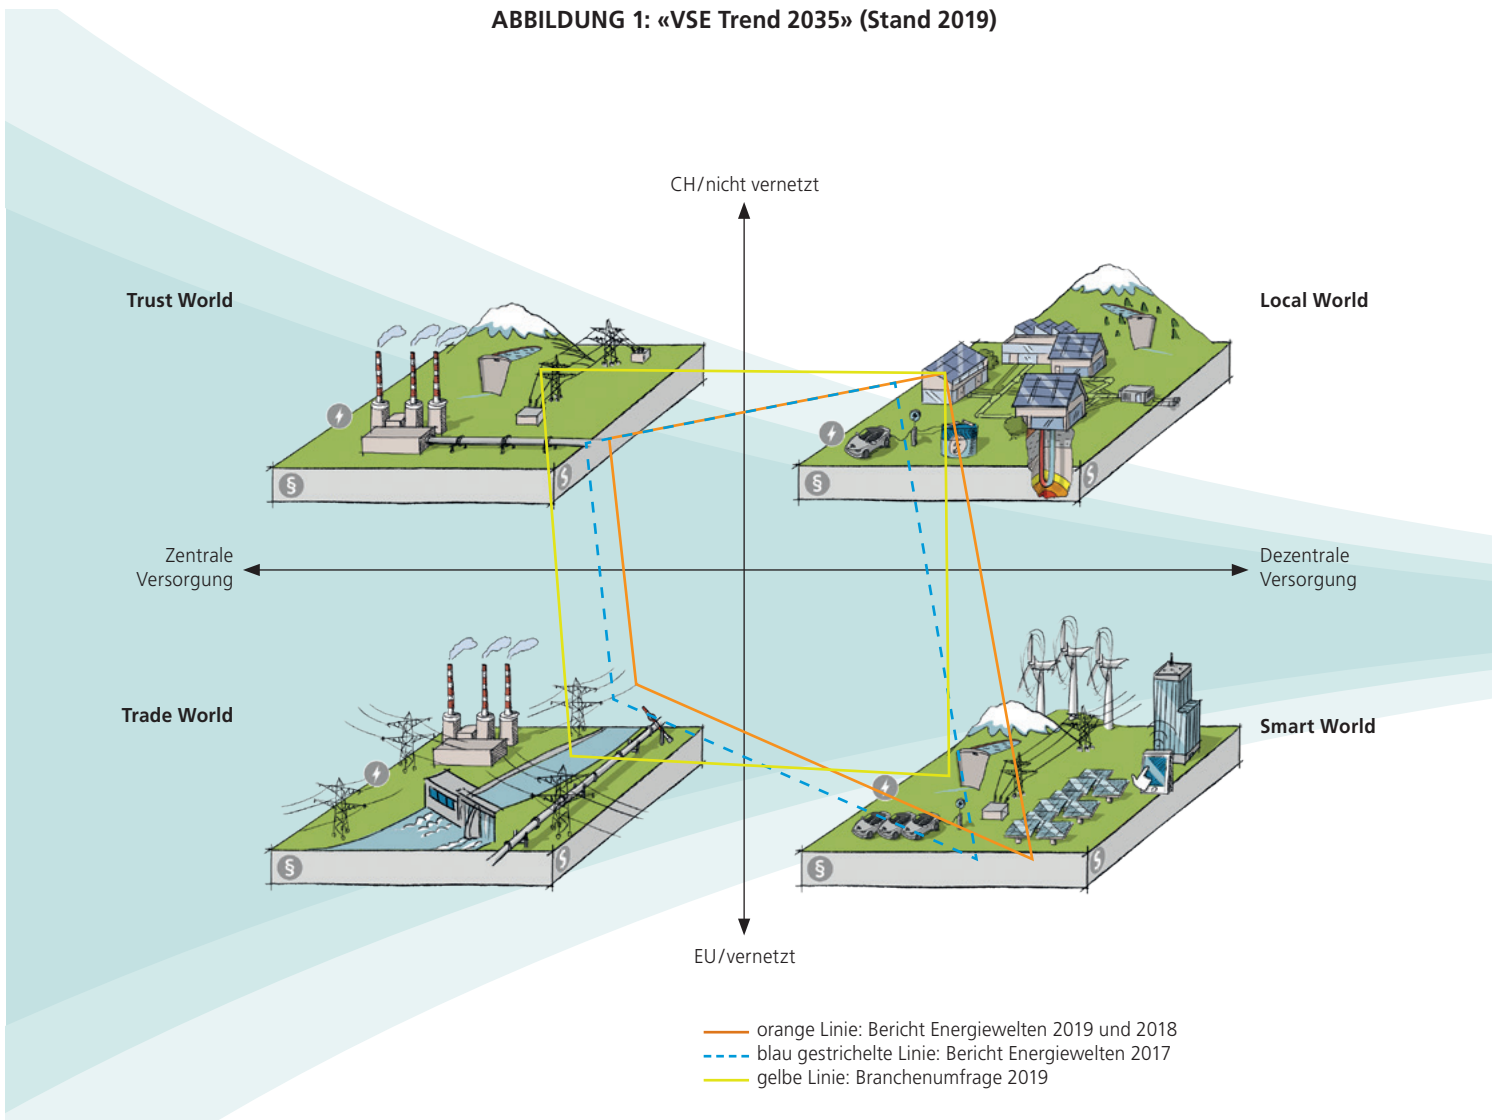 ABBILDUNG 1: «VSE Trend 2035» (Stand 2019)
CH/nicht vernetzt
Trust World
Local World
§
§
Zentrale
Versorgung
Dezentrale
Versorgung
Trade World
Smart World
§
§
EU/vernetzt
orange Linie: Bericht Energiewelten 2019 und 2018
blau gestrichelte Linie: Bericht Energiewelten 2017
gelbe Linie: Branchenumfrage 2019